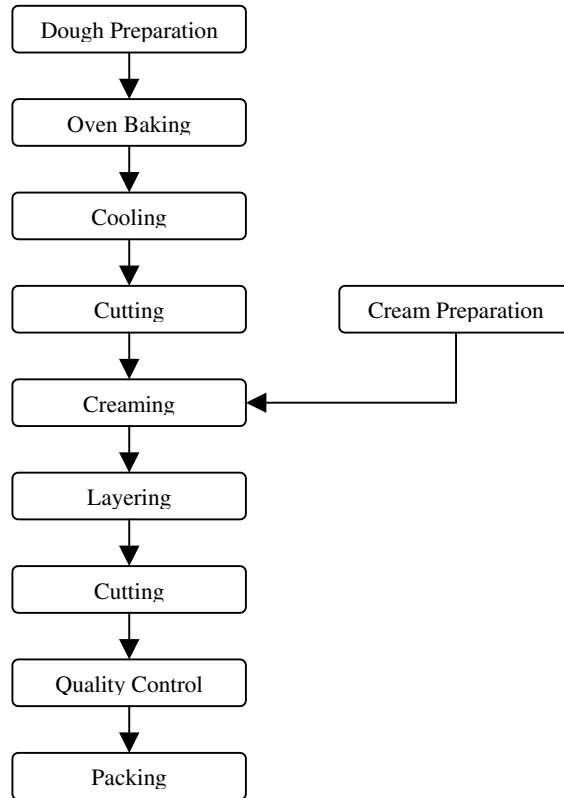 Dough Preparation
Oven Baking
Cooling
Cutting
Cream Preparation
Creaming
Layering
Cutting
Quality Control
Packing